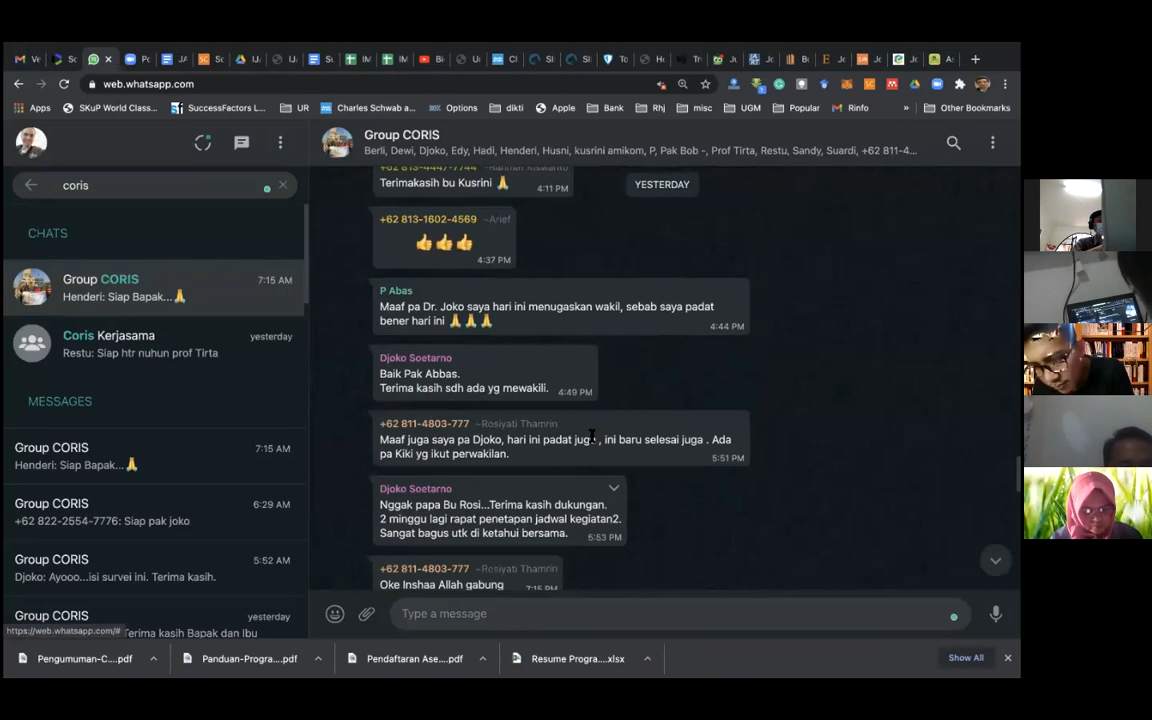 web.whatsapp.com
Apps
SKuP World Class...
SuccessFactors L...
UR
Charles Schwab a...
Options
dikti
Apple
Bank
Rhj
misc
UGM
Popular
Rinfo
»
Other Bookmarks
coris
CHATS
Group CORIS
7:15 AM
Henderi: Siap Bapak...🙏
Coris Kerjasama
yesterday
Restu: Siap htr nuhun prof Tirta
MESSAGES
Group CORIS
7:15 AM
Henderi: Siap Bapak...🙏
Group CORIS
6:29 AM
+62 822-2554-7776: Siap pak joko
Group CORIS
5:52 AM
Djoko: Ayooo...isi survei ini. Terima kasih.
Group CORIS
yesterday
Terima kasih Bapak dan Ibu
https://web.whatsapp.com/#
Group CORIS
Berli, Dewi, Djoko, Edy, Hadi, Henderi, Husni, kusrini amikom, P, Pak Bob -, Prof Tirta, Restu, Sandy, Suardi, +62 811-4...
YESTERDAY
Terimakasih bu Kusrini 🙏
4:11 PM
+62 813-1602-4569 ~Arief
👍👍👍
4:37 PM
P Abas
Maaf pa Dr. Joko saya hari ini menugaskan wakil, sebab saya padat
bener hari ini 🙏🙏🙏
4:44 PM
Djoko Soetarno
Baik Pak Abbas.
Terima kasih sdh ada yg mewakili.
4:49 PM
+62 811-4803-777 ~Rosiyati Thamrin
Maaf juga saya pa Djoko, hari ini padat juga , ini baru selesai juga . Ada
pa Kiki yg ikut perwakilan.
5:51 PM
Djoko Soetarno
Nggak papa Bu Rosi...Terima kasih dukungan.
2 minggu lagi rapat penetapan jadwal kegiatan2.
Sangat bagus utk di ketahui bersama.
5:53 PM
+62 811-4803-777 ~Rosiyati Thamrin
Oke Inshaa Allah gabung
7:15 PM
Type a message
Pengumuman-C....pdf
Panduan-Progra....pdf
Pendaftaran Ase....pdf
Resume Progra....xlsx
Show All